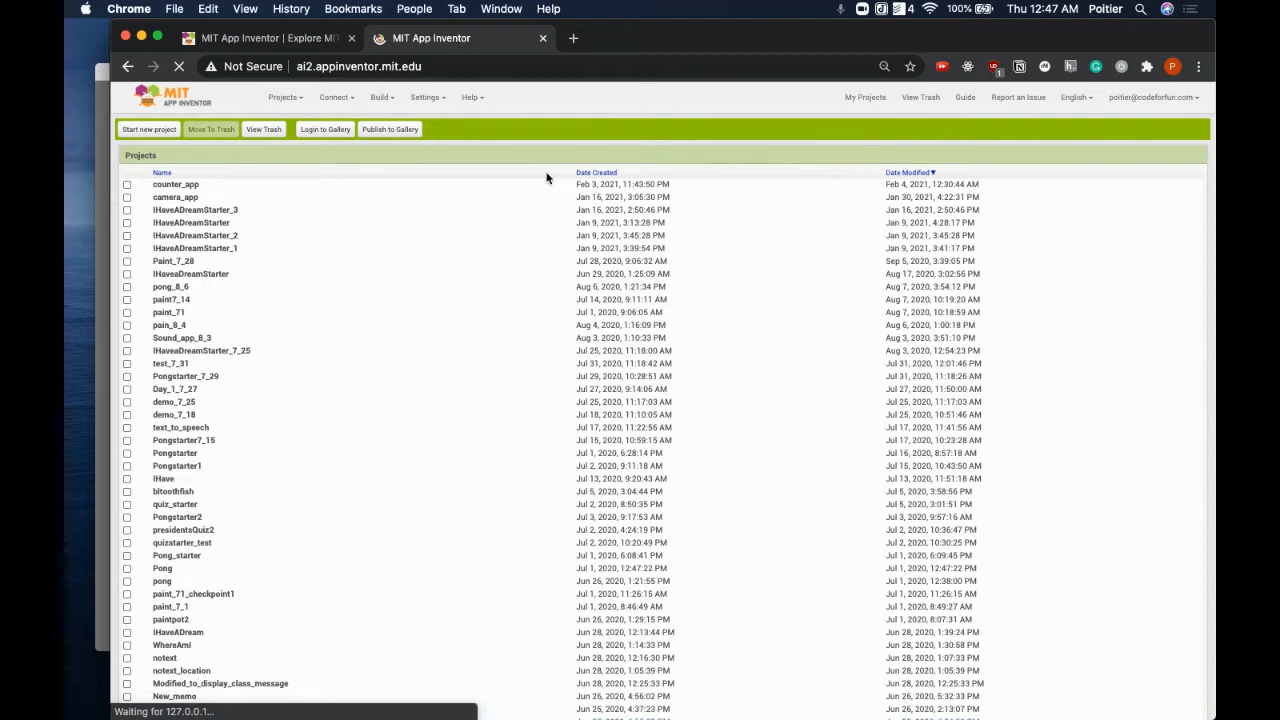 Chrome File Edit View History Bookmarks People Tab Window Help 4 100% Thu 12:47 AM Poitier
MIT App Inventor | Explore MIT MIT App Inventor
Not Secure ai2.appinventor.mit.edu
MIT APP INVENTOR Projects Connect Build Settings Help My Projects View Trash Guide Report an Issue English poitier@codeforfun.com
Start new project Move To Trash View Trash Login to Gallery Publish to Gallery
Projects
Name Date Created Date Modified
counter_app Feb 3, 2021, 11:43:50 PM Feb 4, 2021, 12:30:44 AM
camera_app Jan 16, 2021, 3:05:30 PM Jan 30, 2021, 4:22:31 PM
IHaveADreamStarter_3 Jan 16, 2021, 2:50:46 PM Jan 16, 2021, 2:50:46 PM
IHaveADreamStarter Jan 9, 2021, 3:13:28 PM Jan 9, 2021, 4:28:17 PM
IHaveADreamStarter_2 Jan 9, 2021, 3:45:28 PM Jan 9, 2021, 3:45:28 PM
IHaveADreamStarter_1 Jan 9, 2021, 3:39:54 PM Jan 9, 2021, 3:41:17 PM
Paint_7_28 Jul 28, 2020, 9:06:32 AM Sep 5, 2020, 3:39:05 PM
IHaveaDreamStarter Jun 29, 2020, 1:25:09 AM Aug 17, 2020, 3:02:56 PM
pong_8_6 Aug 6, 2020, 1:21:34 PM Aug 7, 2020, 3:54:12 PM
paint7_14 Jul 14, 2020, 9:11:11 AM Aug 7, 2020, 10:19:20 AM
paint_71 Jul 1, 2020, 9:06:05 AM Aug 7, 2020, 10:18:59 AM
pain_8_4 Aug 4, 2020, 1:16:09 PM Aug 6, 2020, 1:00:18 PM
Sound_app_8_3 Aug 3, 2020, 1:10:33 PM Aug 3, 2020, 3:51:10 PM
IHaveaDreamStarter_7_25 Jul 25, 2020, 11:18:00 AM Aug 3, 2020, 12:54:23 PM
test_7_31 Jul 31, 2020, 11:18:42 AM Jul 31, 2020, 12:01:46 PM
Pongstarter_7_29 Jul 29, 2020, 10:28:51 AM Jul 31, 2020, 11:18:26 AM
Day_1_7_27 Jul 27, 2020, 9:14:06 AM Jul 27, 2020, 11:50:00 AM
demo_7_25 Jul 25, 2020, 11:17:03 AM Jul 25, 2020, 11:17:03 AM
demo_7_18 Jul 18, 2020, 11:10:05 AM Jul 25, 2020, 10:51:46 AM
text_to_speech Jul 17, 2020, 11:22:56 AM Jul 17, 2020, 11:41:56 AM
Pongstarter7_15 Jul 15, 2020, 10:59:15 AM Jul 17, 2020, 10:23:28 AM
Pongstarter Jul 1, 2020, 6:28:14 PM Jul 16, 2020, 8:57:18 AM
Pongstarter1 Jul 2, 2020, 9:11:18 AM Jul 15, 2020, 10:43:50 AM
IHave Jul 13, 2020, 9:20:43 AM Jul 13, 2020, 11:51:18 AM
bltoothfish Jul 5, 2020, 3:04:44 PM Jul 5, 2020, 3:58:56 PM
quiz_starter Jul 2, 2020, 8:50:35 PM Jul 5, 2020, 3:01:51 PM
Pongstarter2 Jul 3, 2020, 9:17:53 AM Jul 3, 2020, 9:57:16 AM
presidentsQuiz2 Jul 2, 2020, 4:24:19 PM Jul 2, 2020, 10:36:47 PM
quizstarter_test Jul 2, 2020, 10:20:49 PM Jul 2, 2020, 10:30:25 PM
Pong_starter Jul 1, 2020, 6:08:41 PM Jul 1, 2020, 6:09:45 PM
Pong Jul 1, 2020, 12:47:22 PM Jul 1, 2020, 12:47:22 PM
pong Jun 26, 2020, 1:21:55 PM Jul 1, 2020, 12:38:00 PM
paint_71_checkpoint1 Jul 1, 2020, 11:26:15 AM Jul 1, 2020, 11:26:15 AM
paint_7_1 Jul 1, 2020, 8:46:49 AM Jul 1, 2020, 8:49:27 AM
paintpot2 Jun 26, 2020, 1:29:15 PM Jul 1, 2020, 8:07:31 AM
IHaveADream Jun 28, 2020, 12:13:44 PM Jun 28, 2020, 1:39:24 PM
WhereAmI Jun 28, 2020, 1:14:33 PM Jun 28, 2020, 1:30:58 PM
notext Jun 28, 2020, 12:16:30 PM Jun 28, 2020, 1:07:33 PM
notext_location Jun 28, 2020, 1:05:39 PM Jun 28, 2020, 1:05:39 PM
Modified_to_display_class_message Jun 28, 2020, 12:25:33 PM Jun 28, 2020, 12:25:33 PM
New_memo Jun 26, 2020, 4:56:02 PM Jun 26, 2020, 5:32:33 PM
Jun 25, 2020, 4:37:23 PM Jun 26, 2020, 2:13:07 PM
Waiting for 127.0.0.1...